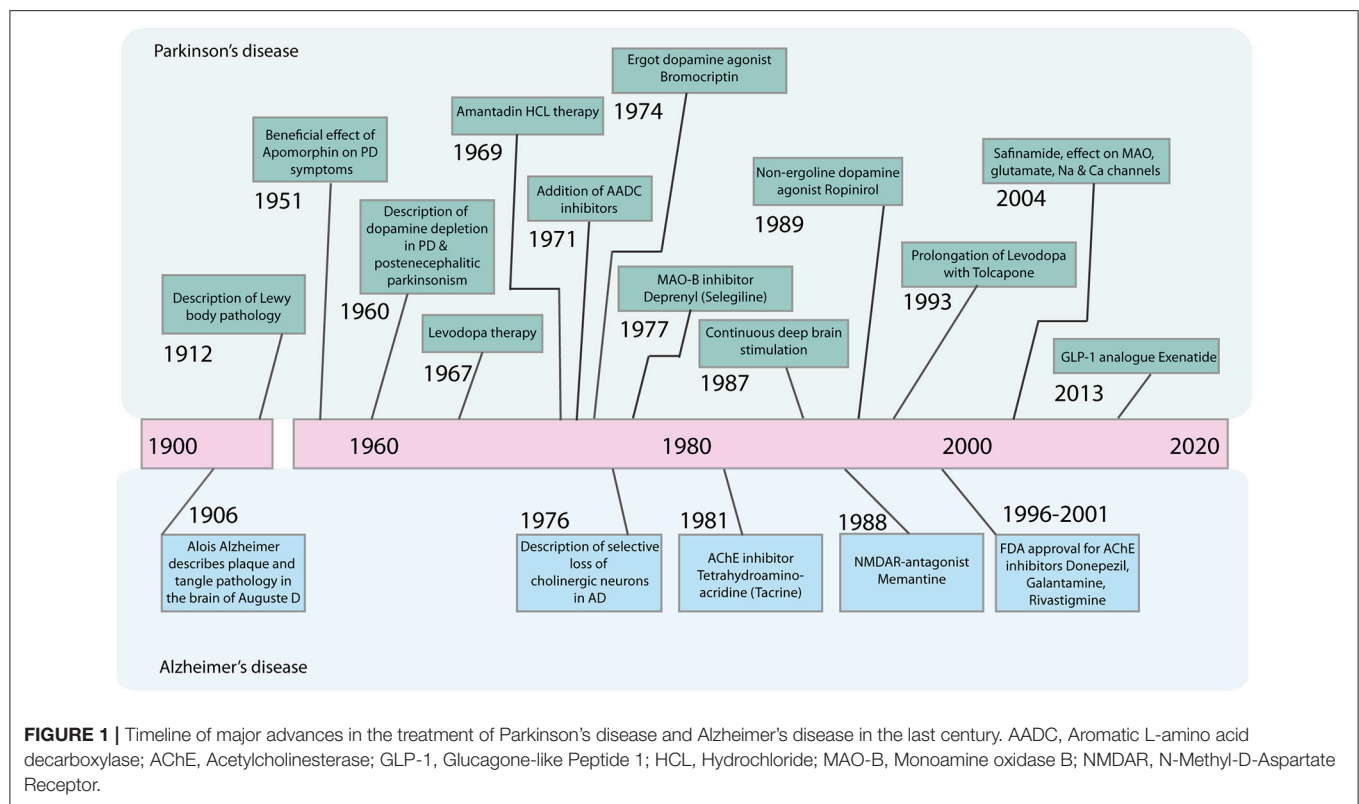 Parkinson's disease
Ergot dopamine agonist
Bromocriptin
1974
Amantadin HCL therapy
1969
Beneficial effect of
Apomorphin on PD
symptoms
1951
Safinamide, effect on MAO,
glutamate, Na & Ca channels
2004
Non-ergoline dopamine
agonist Ropinirol
1989
Addition of AADC
inhibitors
1971
Description of
dopamine depletion
in PD &
postenecephalitic
parkinsonism
1960
Prolongation of Levodopa
with Tolcapone
1993
MAO-B inhibitor
Deprenyl (Selegiline)
1977
Description of Lewy
body pathology
1912
Levodopa therapy
1967
Continuous deep brain
stimulation
1987
GLP-1 analogue Exenatide
2013
1900
1960
1980
2000
2020
1906
Alois Alzheimer
describes plaque and
tangle pathology in
the brain of Auguste D
1976
Description of selective
loss of
cholinergic neurons
in AD
1981
AChE inhibitor
Tetrahydroamino-
acridine (Tacrine)
1988
NMDAR-antagonist
Memantine
1996-2001
FDA approval for AChE
inhibitors Donepezil,
Galantamine,
Rivastigmine
Alzheimer's disease
FIGURE 1 | Timeline of major advances in the treatment of Parkinson's disease and Alzheimer's disease in the last century. AADC, Aromatic L-amino acid
decarboxylase; AChE, Acetylcholinesterase; GLP-1, Glucagone-like Peptide 1; HCL, Hydrochloride; MAO-B, Monoamine oxidase B; NMDAR, N-Methyl-D-Aspartate
Receptor.